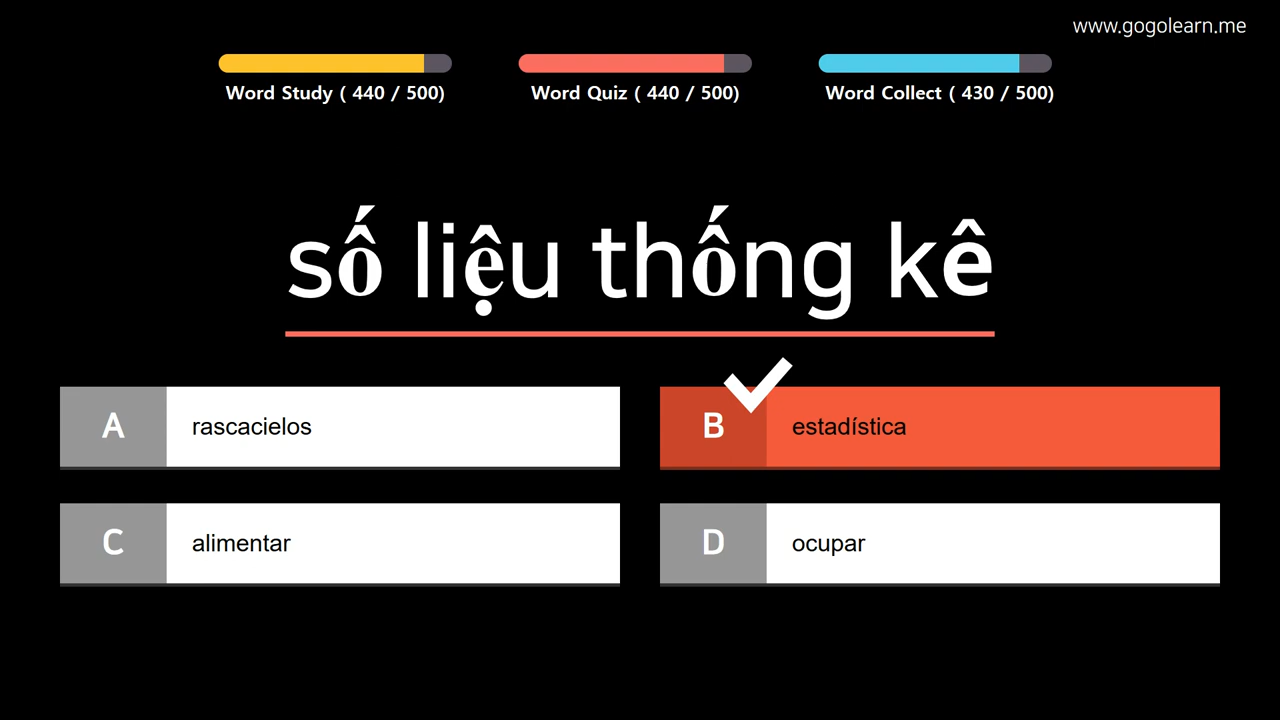 www.gogolearn.me
Word Study ( 440 / 500)
Word Quiz ( 440 / 500)
Word Collect ( 430 / 500)
số liệu thống kê
A rascacielos
B estadística
C alimentar
D ocupar